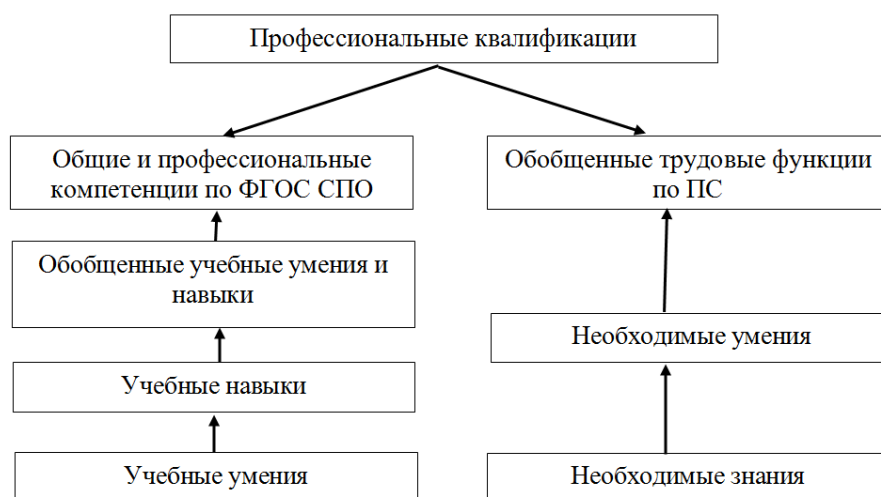 Профессиональные квалификации
Общие и профессиональные
компетенции по ФГОС СПО
Обобщенные трудовые функции
по ПС
Обобщенные учебные умения и
навыки
Необходимые умения
Учебные навыки
Учебные умения
Необходимые знания